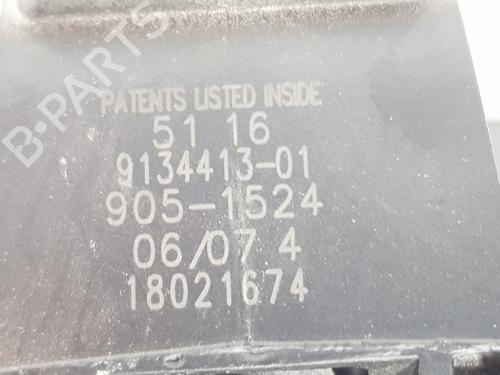 B-PARTS
PATENTS LISTED INSIDE
51 16
9134413-01
905-1524
06/07 4
18021674